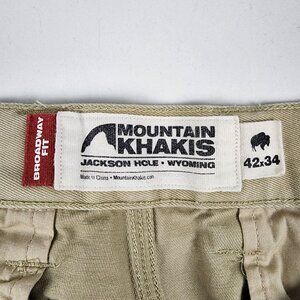 BROADWAY
FIT
MOUNTAIN
KHAKIS
JACKSON HOLE • WYOMING
Made in China • MountainKhakis.com
42x34